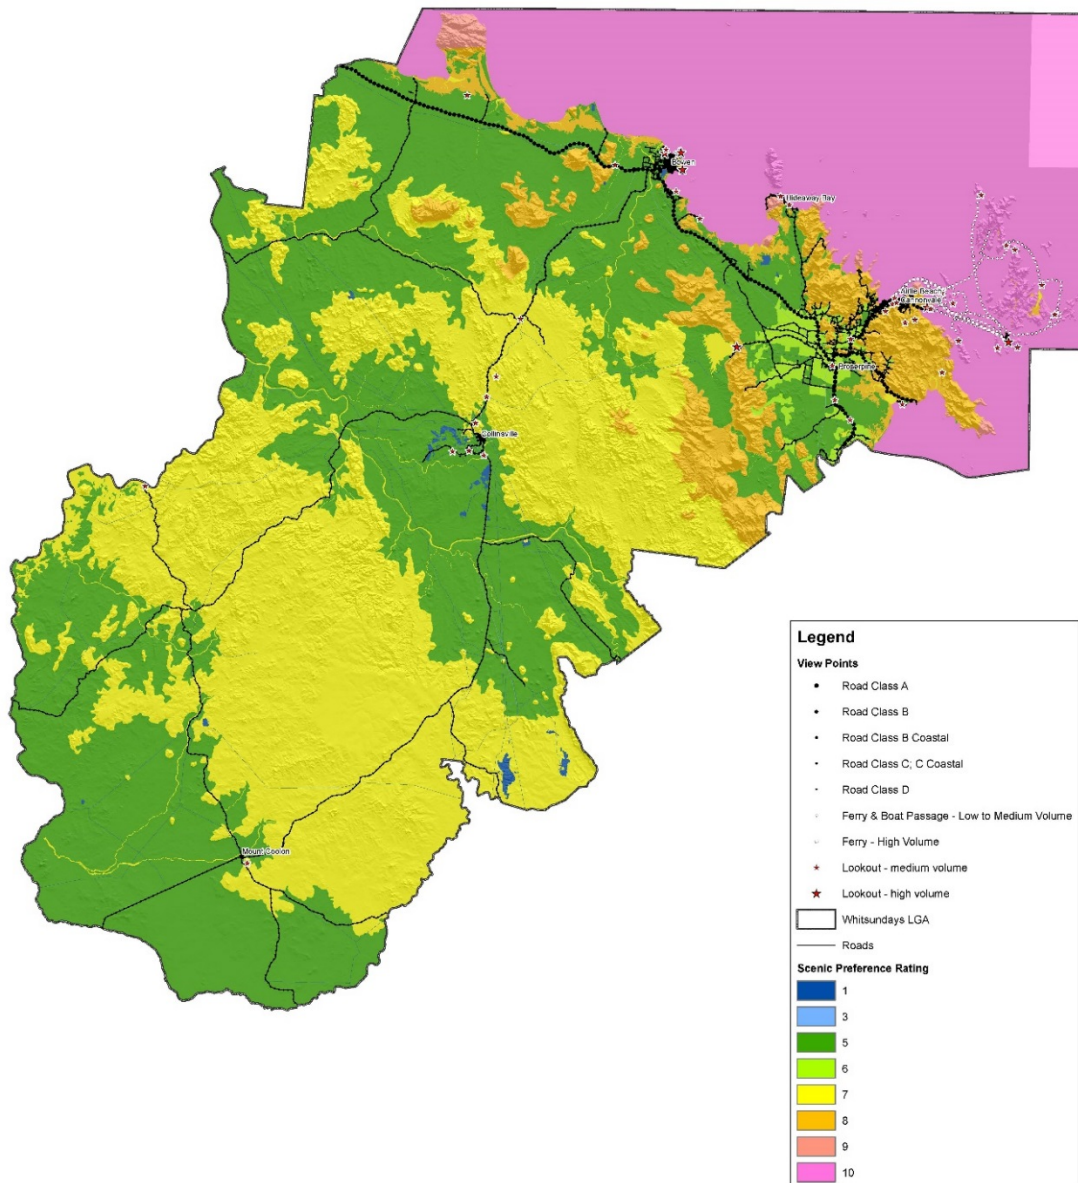 Bowen
Hideaway Bay
Airlie Beach
Cannonvale
Proserpine
Collinsville
Mount Coolon
Legend
View Points
Road Class A
Road Class B
Road Class B Coastal
Road Class C; C Coastal
Road Class D
Ferry & Boat Passage - Low to Medium Volume
Ferry - High Volume
Lookout - medium volume
Lookout - high volume
Whitsundays LGA
Roads
Scenic Preference Rating
1
3
5
6
7
8
9
10